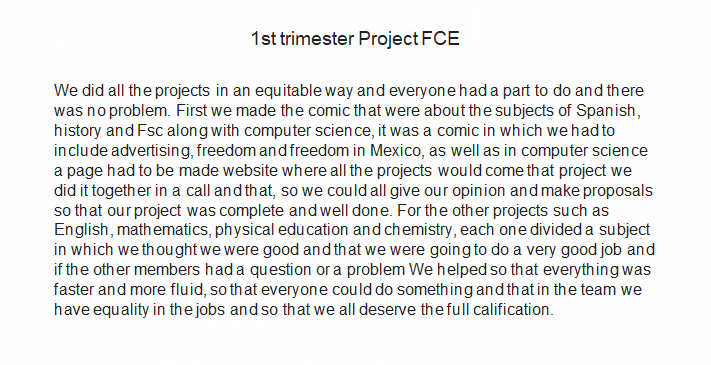 1st trimester Project FCE
We did all the projects in an equitable way and everyone had a part to do and there
was no problem. First we made the comic that were about the subjects of Spanish,
history and Fsc along with computer science, it was a comic in which we had to
include advertising, freedom and freedom in Mexico, as well as in computer science
a page had to be made website where all the projects would come that project we
did it together in a call and that, so we could all give our opinion and make proposals
so that our project was complete and well done. For the other projects such as
English, mathematics, physical education and chemistry, each one divided a subject
in which we thought we were good and that we were going to do a very good job and
if the other members had a question or a problem We helped so that everything was
faster and more fluid, so that everyone could do something and that in the team we
have equality in the jobs and so that we all deserve the full calification.